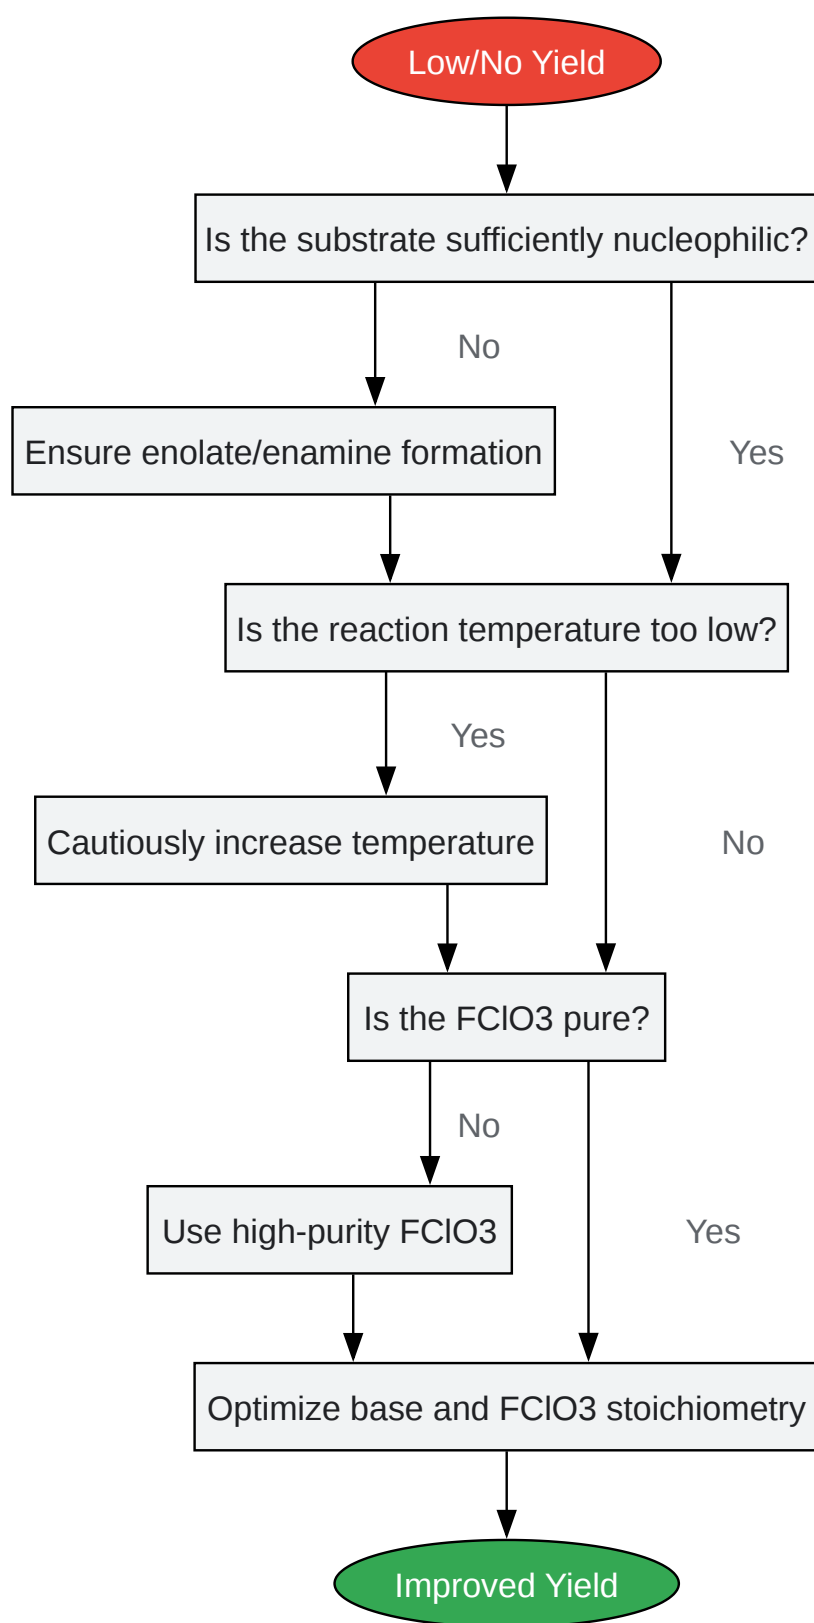 Low/No Yield
Is the substrate sufficiently nucleophilic?
No
Ensure enolate/enamine formation
Yes
Is the reaction temperature too low?
Yes
Cautiously increase temperature
No
Is the FClO3 pure?
No
Use high-purity FClO3
Yes
Optimize base and FClO3 stoichiometry
Improved Yield